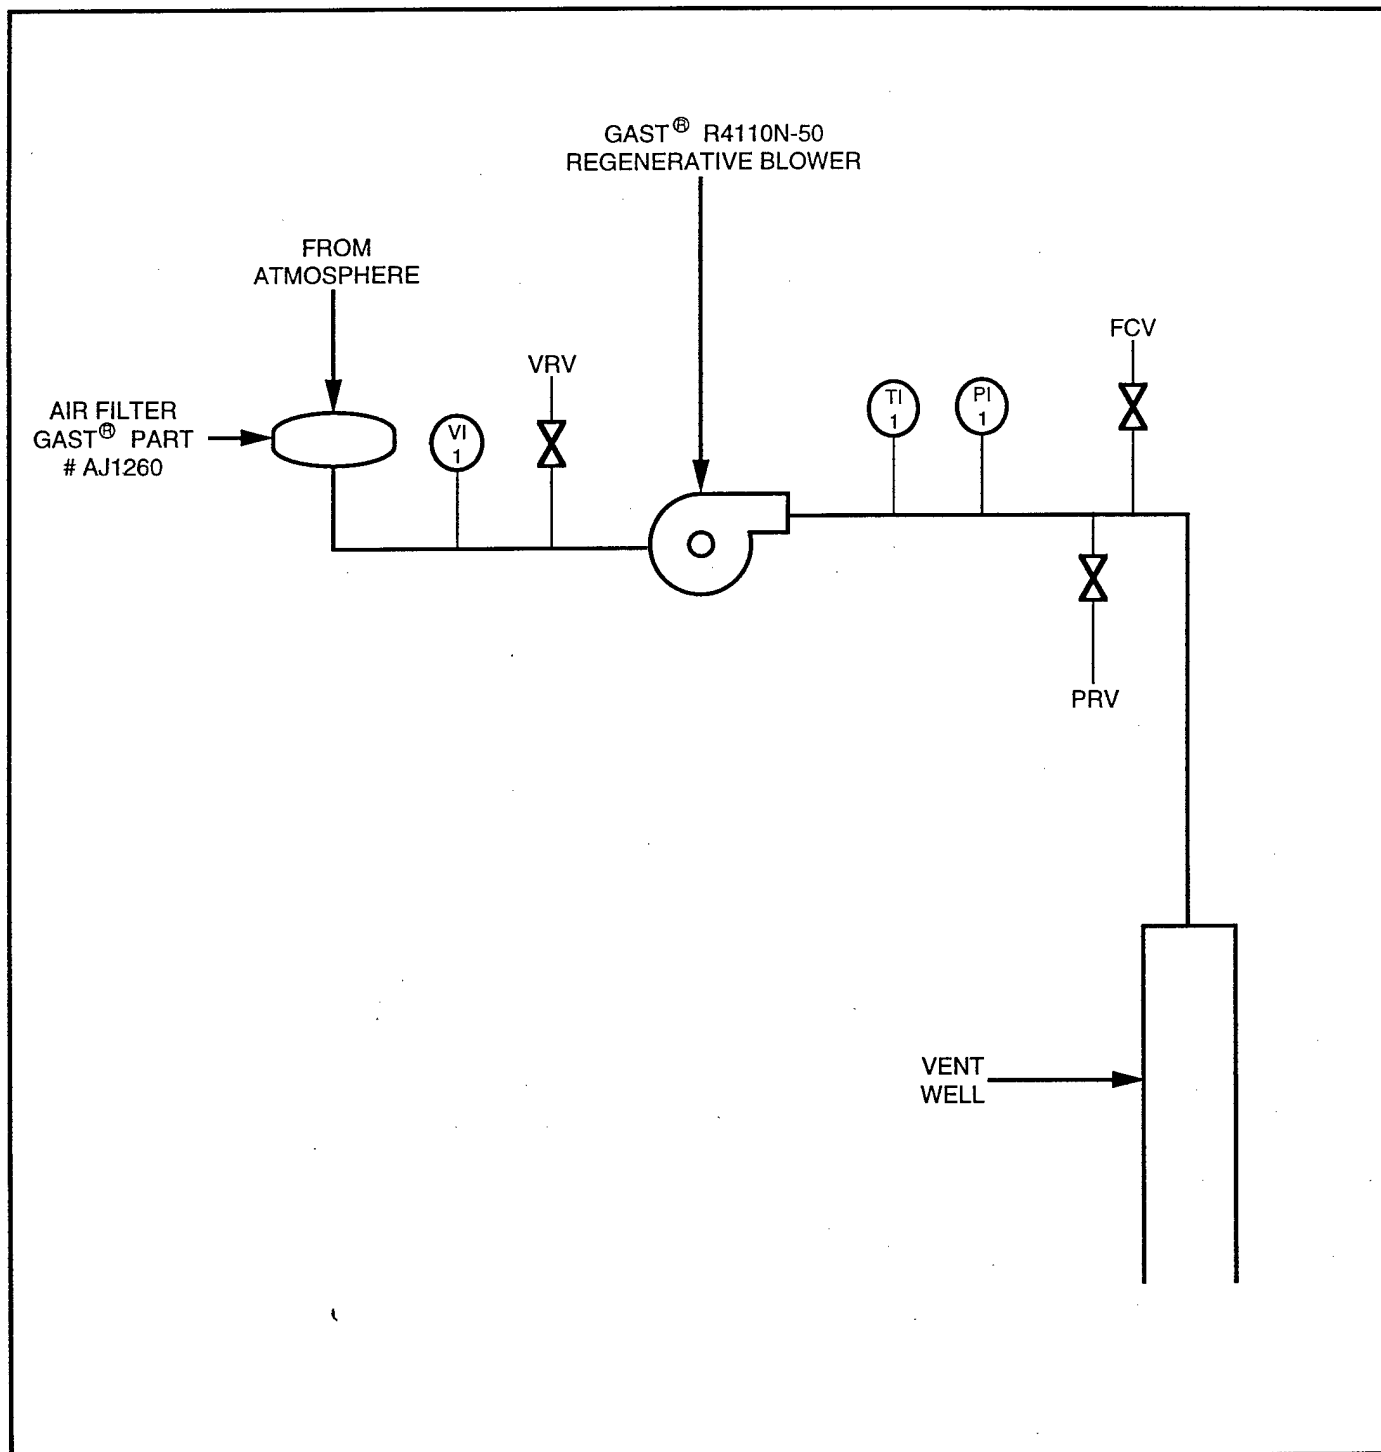 GAST® R4110N-50
REGENERATIVE BLOWER
FROM
ATMOSPHERE
FCV
VRV
TI
1
PI
1
AIR FILTER
GAST® PART
# AJ1260
VI
1
PRV
VENT
WELL